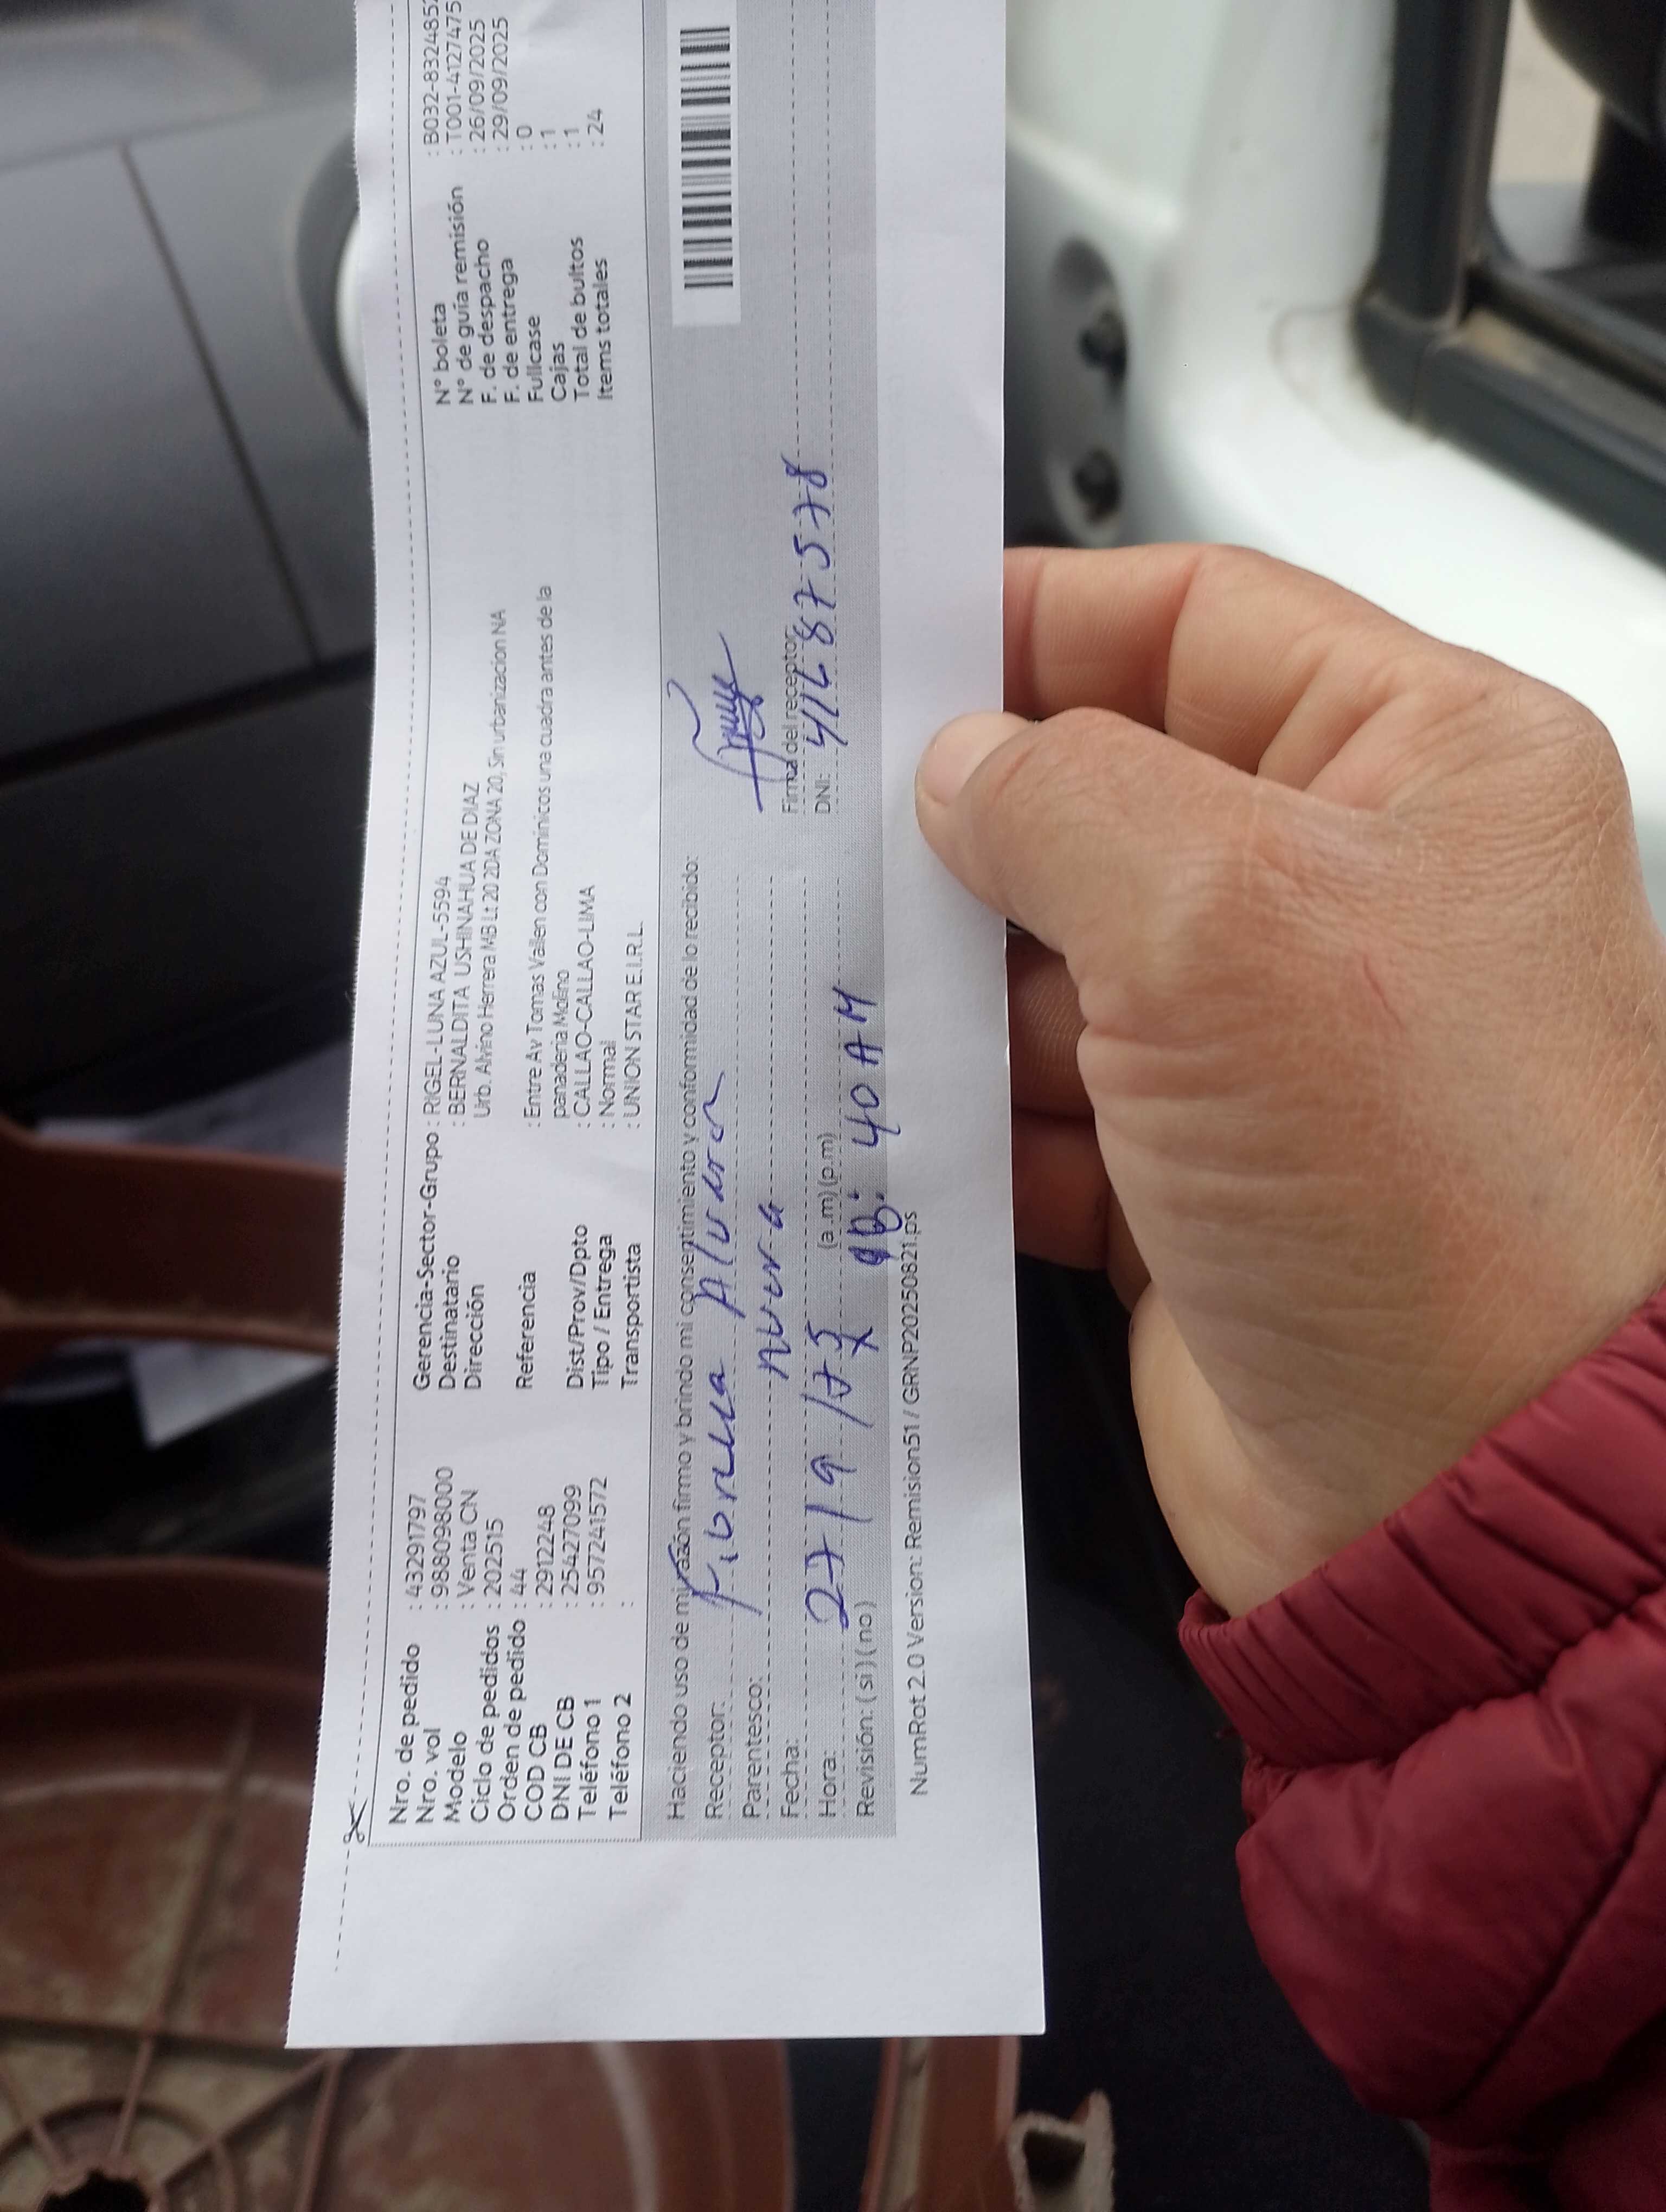 Nro. de pedido : 43291797
Nro. vol : 9880980​00
Modelo : Venta CN
Ciclo de pedidos : 202515
Orden de pedido : 44
COD CB : 2912248
DNI DE CB : 25427099
Teléfono 1 : 957241572
Teléfono 2 :
Gerencia-Sector-Grupo : RIGEL-LUNA AZUL-5594
Destinatario : BERNALDITA USHINAHUA DE DIAZ
Dirección Urb. Alvino Herrera MB Lt 20 2DA ZONA 20, Sin urbanizacion NA
Referencia : Entre Av Tomas Vallen con Dominicos una cuadra antes de la
panaderia Molino
Dist/Prov/Dpto : CALLAO-CALLAO-LIMA
Tipo / Entrega : Normal
Transportista : UNION STAR E.I.R.L.
N° boleta : B032-8324852
N° de guía remisión : T001-4127475
F. de despacho : 26/09/2025
F. de entrega : 29/09/2025
Fullcase : 0
Cajas : 1
Total de bultos : 1
Items totales : 24
Haciendo uso de mi razón firmo y brindo mi consentimiento y conformidad de lo recibido:
Receptor:
Parentesco: nuera
Fecha: 27/9/
Hora: (a.m) (p.m) : 40 AM
Revisión: ( si ) ( no ) x
Firma del receptor
DNI:
NumRot 2.0 Version: Remision51 / GRNP20250821.ps